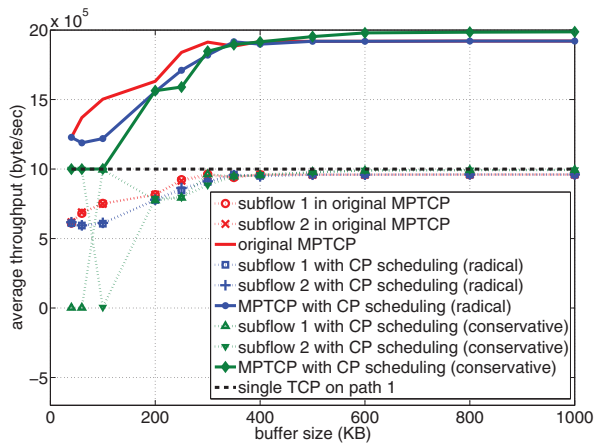 20 x 10⁵
15
10
5
0
−5
0 200 400 600 800 1000
average throughput (byte/sec)
buffer size (KB)
subflow 1 in original MPTCP
subflow 2 in original MPTCP
original MPTCP
subflow 1 with CP scheduling (radical)
subflow 2 with CP scheduling (radical)
MPTCP with CP scheduling (radical)
subflow 1 with CP scheduling (conservative)
subflow 2 with CP scheduling (conservative)
MPTCP with CP scheduling (conservative)
single TCP on path 1